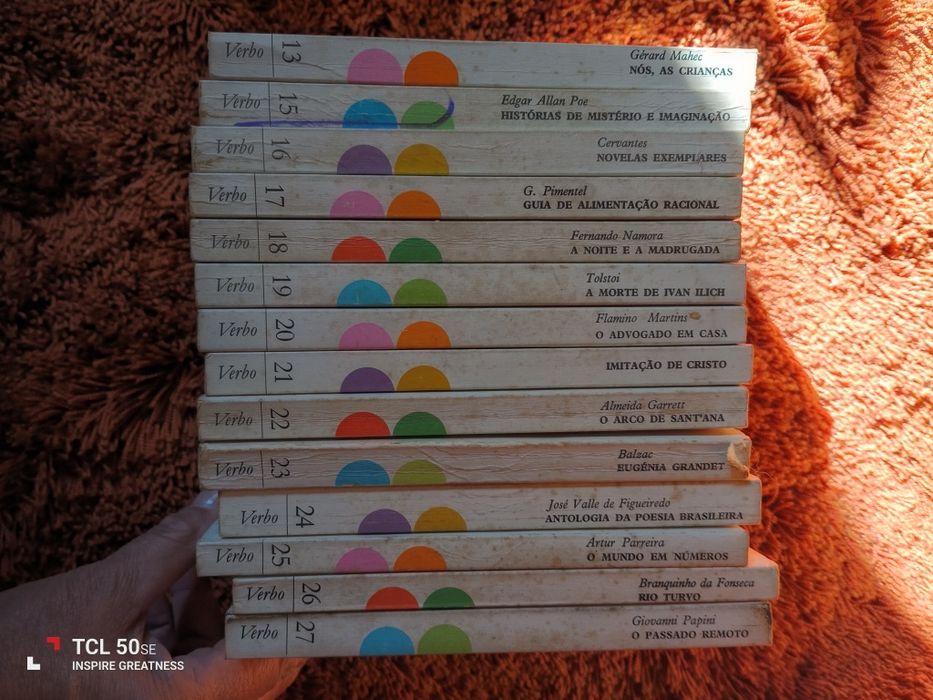 Verbo 13 Gérard Mahec
NÓS, AS CRIANÇAS
Verbo 15 Edgar Allan Poe
HISTÓRIAS DE MISTÉRIO E IMAGINAÇÃO
Verbo 16 Cervantes
NOVELAS EXEMPLARES
Verbo 17 G. Pimentel
GUIA DE ALIMENTAÇÃO RACIONAL
Verbo 18 Fernando Namora
A NOITE E A MADRUGADA
Verbo 19 Tolstoi
A MORTE DE IVAN ILICH
Verbo 20 Flamino Martins
O ADVOGADO EM CASA
Verbo 21 IMITAÇÃO DE CRISTO
Verbo 22 Almeida Garrett
O ARCO DE SANT'ANA
Verbo 23 Balzac
EUGÉNIA GRANDET
Verbo 24 José Valle de Figueiredo
ANTOLOGIA DA POESIA BRASILEIRA
Verbo 25 Artur Parreira
O MUNDO EM NÚMEROS
Verbo 26 Branquinho da Fonseca
RIO TURVO
Verbo 27 Giovanni Papini
O PASSADO REMOTO
TCL 50SE
INSPIRE GREATNESS